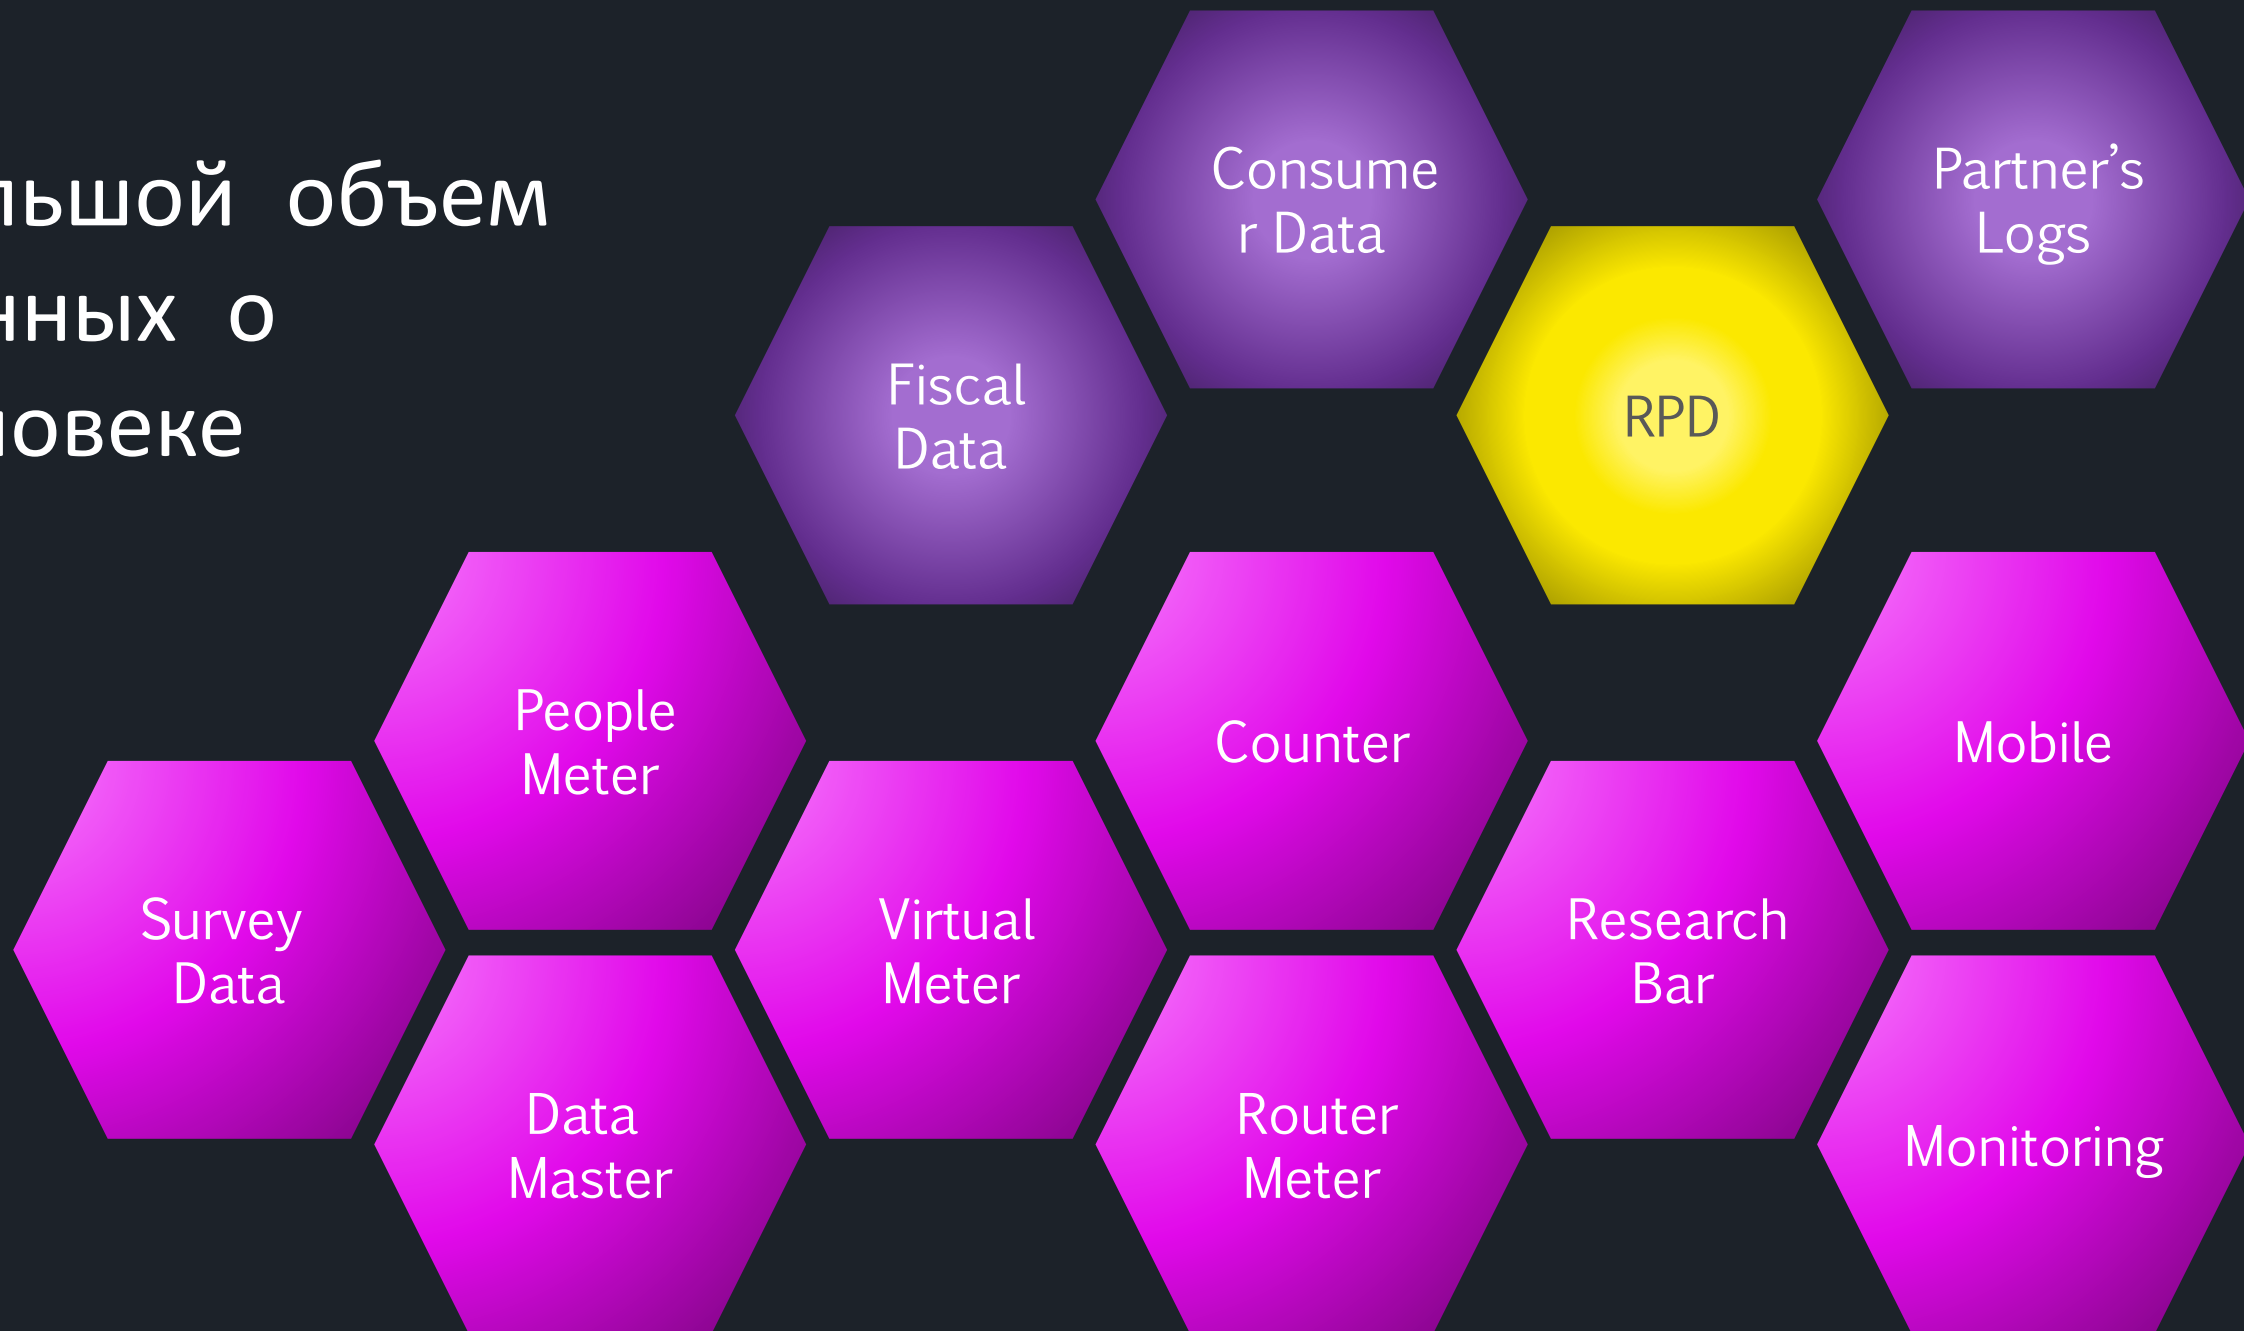 льшой объем
нных о
овеке
Consume
r Data
Partner’s
Logs
Fiscal
Data
RPD
People
Meter
Counter
Mobile
Survey
Data
Virtual
Meter
Research
Bar
Data
Master
Router
Meter
Monitoring